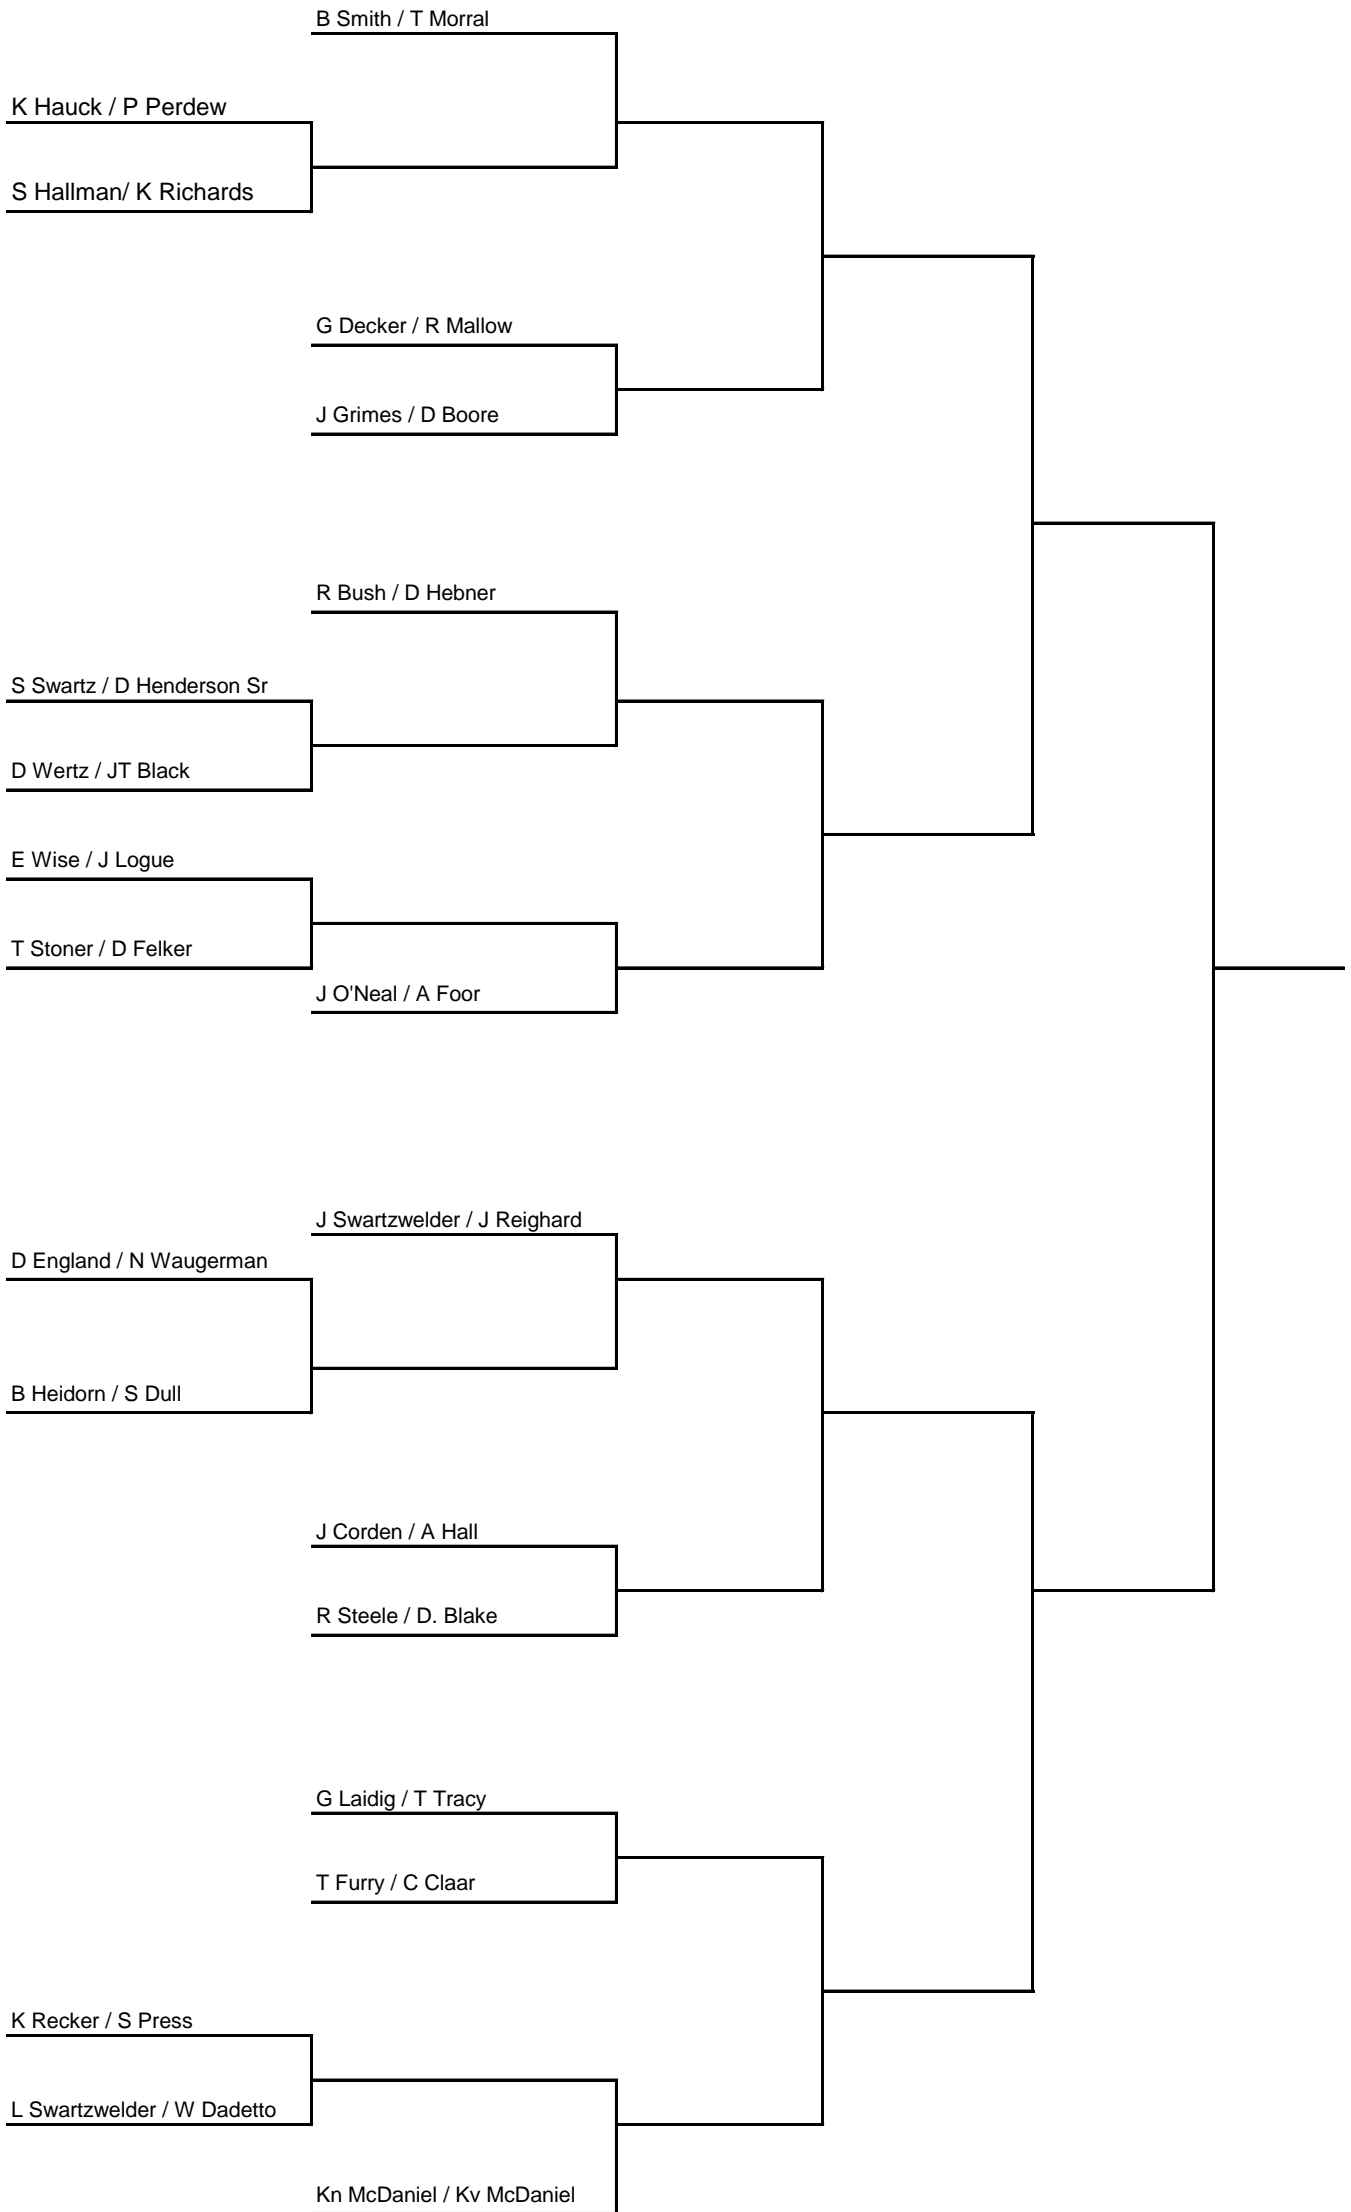 B Smith / T Morral
K Hauck / P Perdew
S Hallman/ K Richards
G Decker / R Mallow
J Grimes / D Boore
R Bush / D Hebner
S Swartz / D Henderson Sr
D Wertz / JT Black
E Wise / J Logue
T Stoner / D Felker
J O'Neal / A Foor
J Swartzwelder / J Reighard
D England / N Waugerman
B Heidorn / S Dull
J Corden / A Hall
R Steele / D. Blake
G Laidig / T Tracy
T Furry / C Claar
K Recker / S Press
L Swartzwelder / W Dadetto
Kn McDaniel / Kv McDaniel